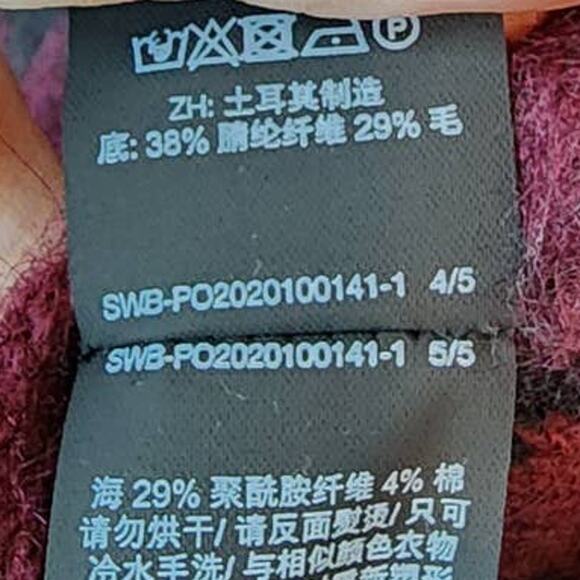 P
ZH: 土耳其制造
底: 38% 腈纶纤维 29% 毛
SWB-PO2020100141-1 4/5
SWB-PO2020100141-1 5/5
海 29% 聚酰胺纤维 4% 棉
请勿烘干/ 请反面熨烫/ 只可
冷水手洗/ 与相似颜色衣物